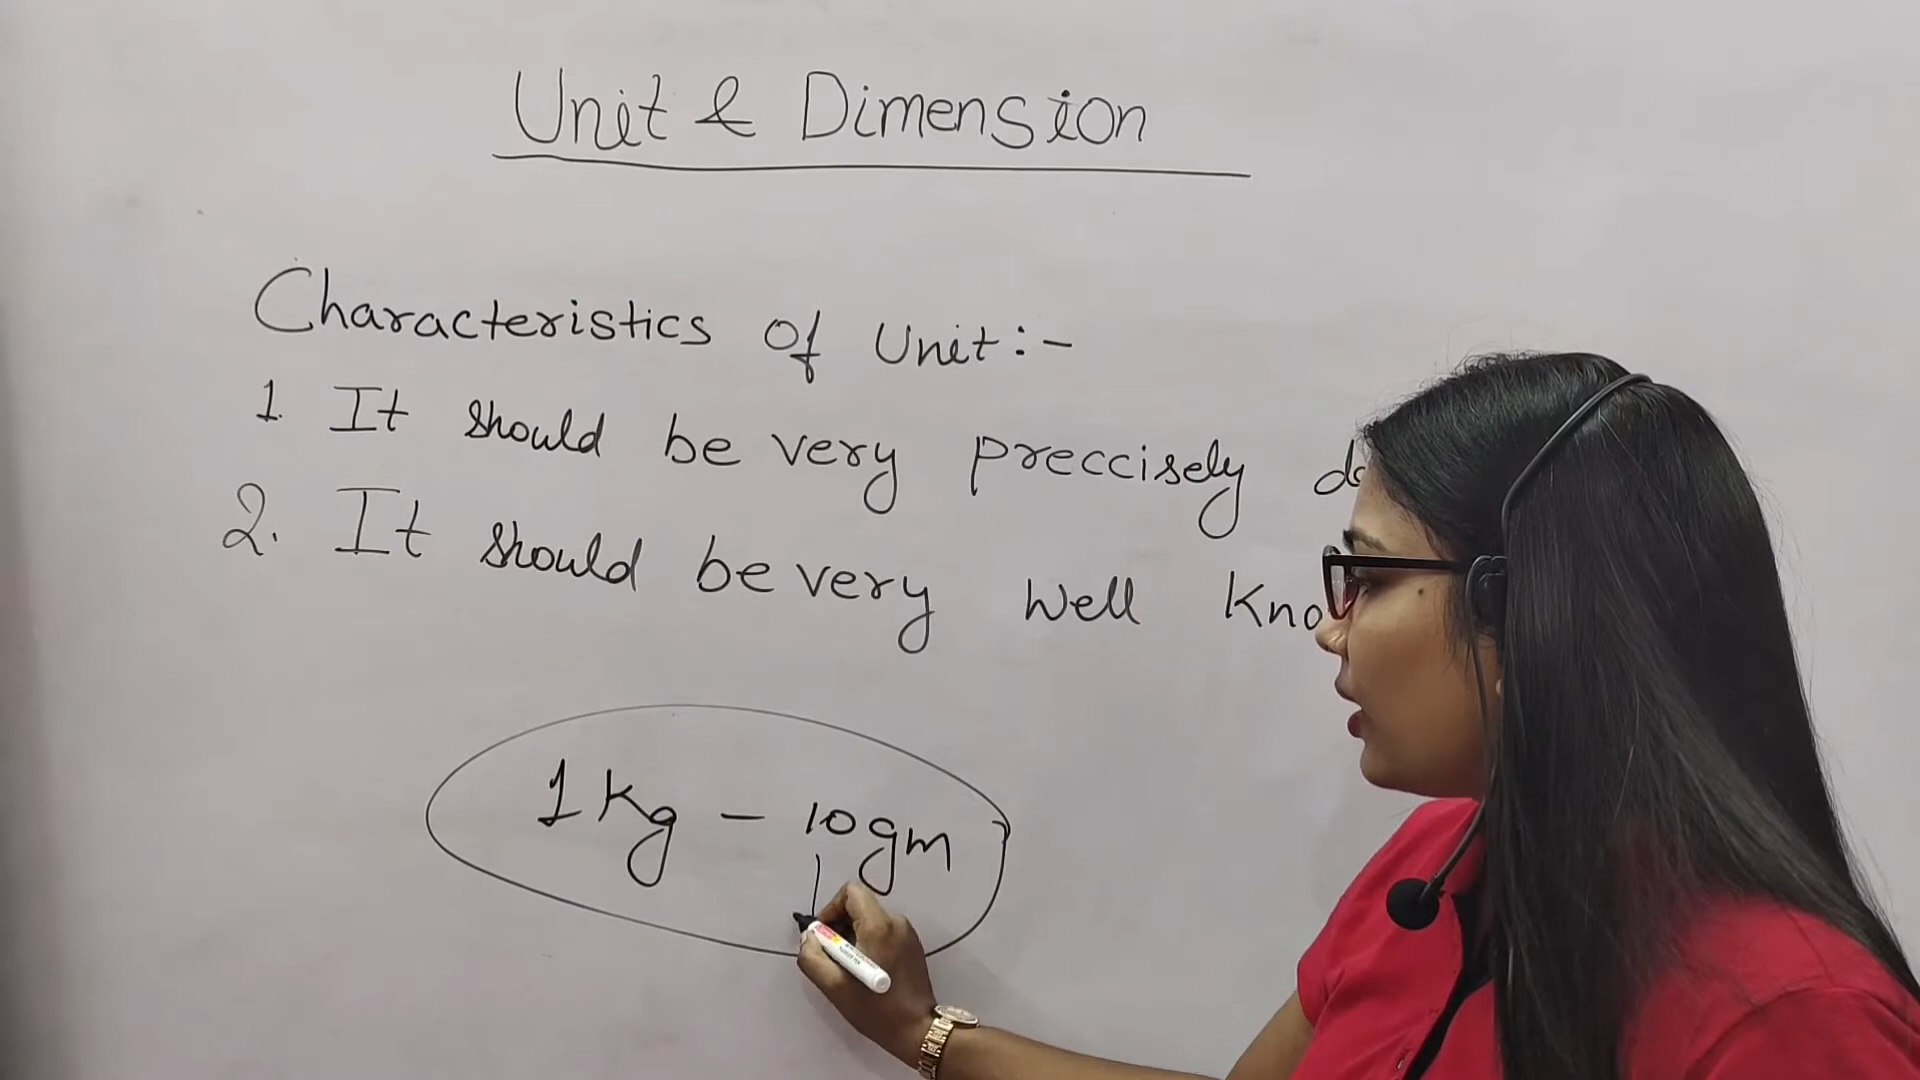 Unit & Dimension
Characteristics of Unit:-
1. It should be very preccisely
2. It should be very Well
1 Kg - 10gm